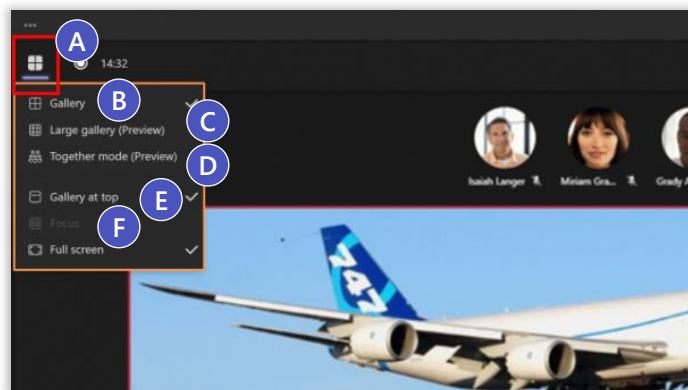 A
14:32
Gallery B
Large gallery (Preview) C
Together mode (Preview) D
Gallery at top E
Focus F
Full screen
Isaiah Langer
Miriam Gra...
Grady A
747